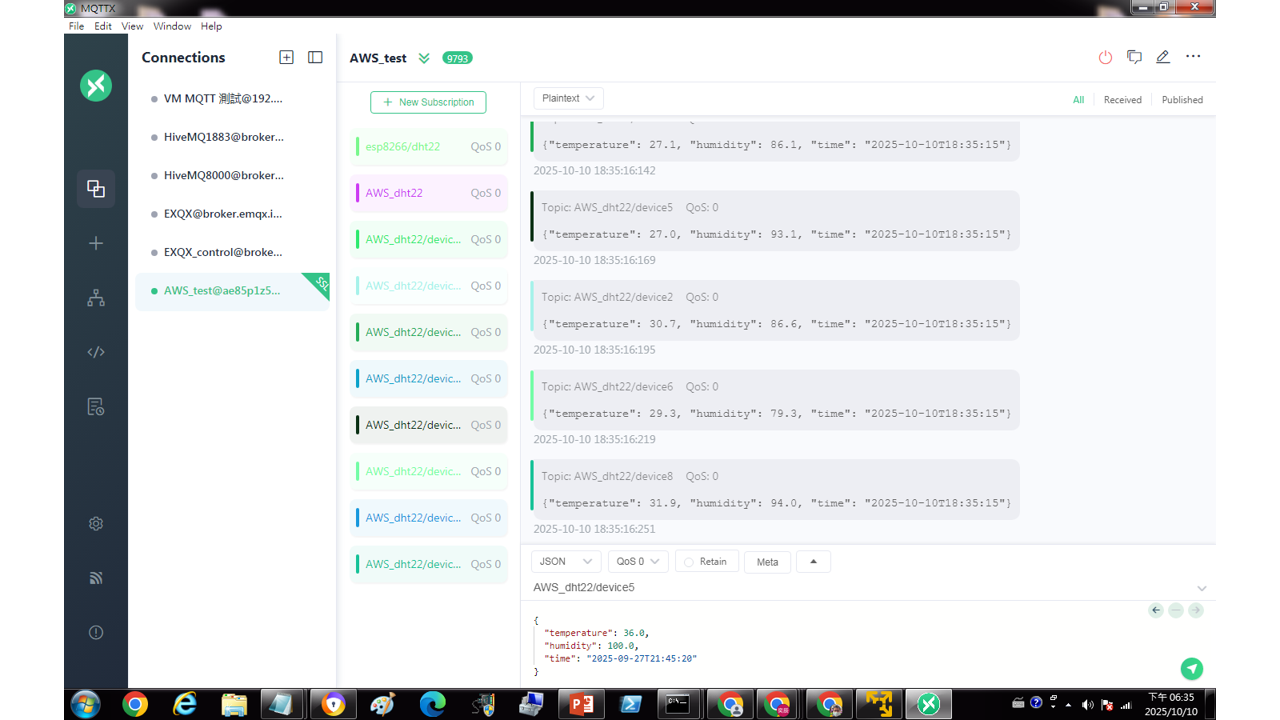 MQTTX
File Edit View Window Help
Connections
VM MQTT 測試@192....
HiveMQ1883@broker...
HiveMQ8000@broker...
EXQX@broker.emqx.i...
EXQX_control@broke...
AWS_test@ae85p1z5...
SSL
AWS_test 9793
New Subscription
esp8266/dht22 QoS 0
AWS_dht22 QoS 0
AWS_dht22/devic... QoS 0
AWS_dht22/devic... QoS 0
AWS_dht22/devic... QoS 0
AWS_dht22/devic... QoS 0
AWS_dht22/devic... QoS 0
AWS_dht22/devic... QoS 0
AWS_dht22/devic... QoS 0
AWS_dht22/devic... QoS 0
Plaintext
All Received Published
{"temperature": 27.1, "humidity": 86.1, "time": "2025-10-10T18:35:15"}
2025-10-10 18:35:16:142
Topic: AWS_dht22/device5 QoS: 0
{"temperature": 27.0, "humidity": 93.1, "time": "2025-10-10T18:35:15"}
2025-10-10 18:35:16:169
Topic: AWS_dht22/device2 QoS: 0
{"temperature": 30.7, "humidity": 86.6, "time": "2025-10-10T18:35:15"}
2025-10-10 18:35:16:195
Topic: AWS_dht22/device6 QoS: 0
{"temperature": 29.3, "humidity": 79.3, "time": "2025-10-10T18:35:15"}
2025-10-10 18:35:16:219
Topic: AWS_dht22/device8 QoS: 0
{"temperature": 31.9, "humidity": 94.0, "time": "2025-10-10T18:35:15"}
2025-10-10 18:35:16:251
JSON QoS 0 Retain Meta
AWS_dht22/device5
{
"temperature": 36.0,
"humidity": 100.0,
"time": "2025-09-27T21:45:20"
}
下午 06:35
2025/10/10